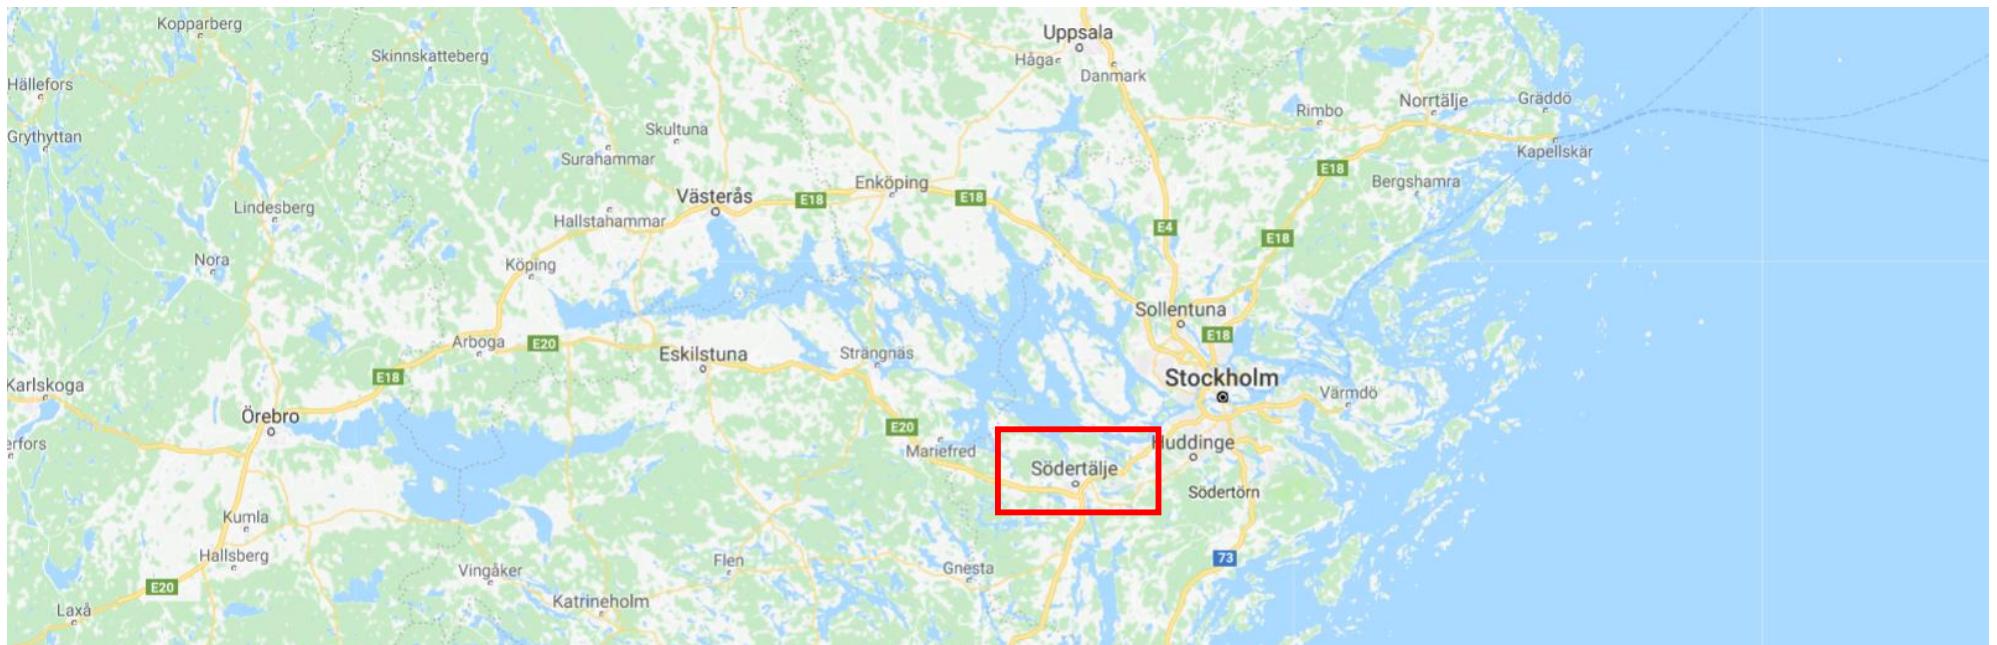 Kopparberg
Uppsala
Skinnskatteberg
Håga
Danmark
Hällefors
Norrtälje
Gräddö
Rimbo
Grythyttan
Skultuna
Surahammar
Kapellskär
E18
Bergshamra
Enköping
Västerås
E18
E18
Lindesberg
Hallstahammar
E4
E18
Nora
Köping
Sollentuna
E18
Arboga
E20
Eskilstuna
Strängnäs
E18
Stockholm
Karlskoga
Värmdö
Örebro
E20
erfors
Mariefred
Huddinge
Södertälje
Södertörn
Kumla
Hallsberg
73
Flen
Gnesta
Vingåker
E20
Katrineholm
Laxå